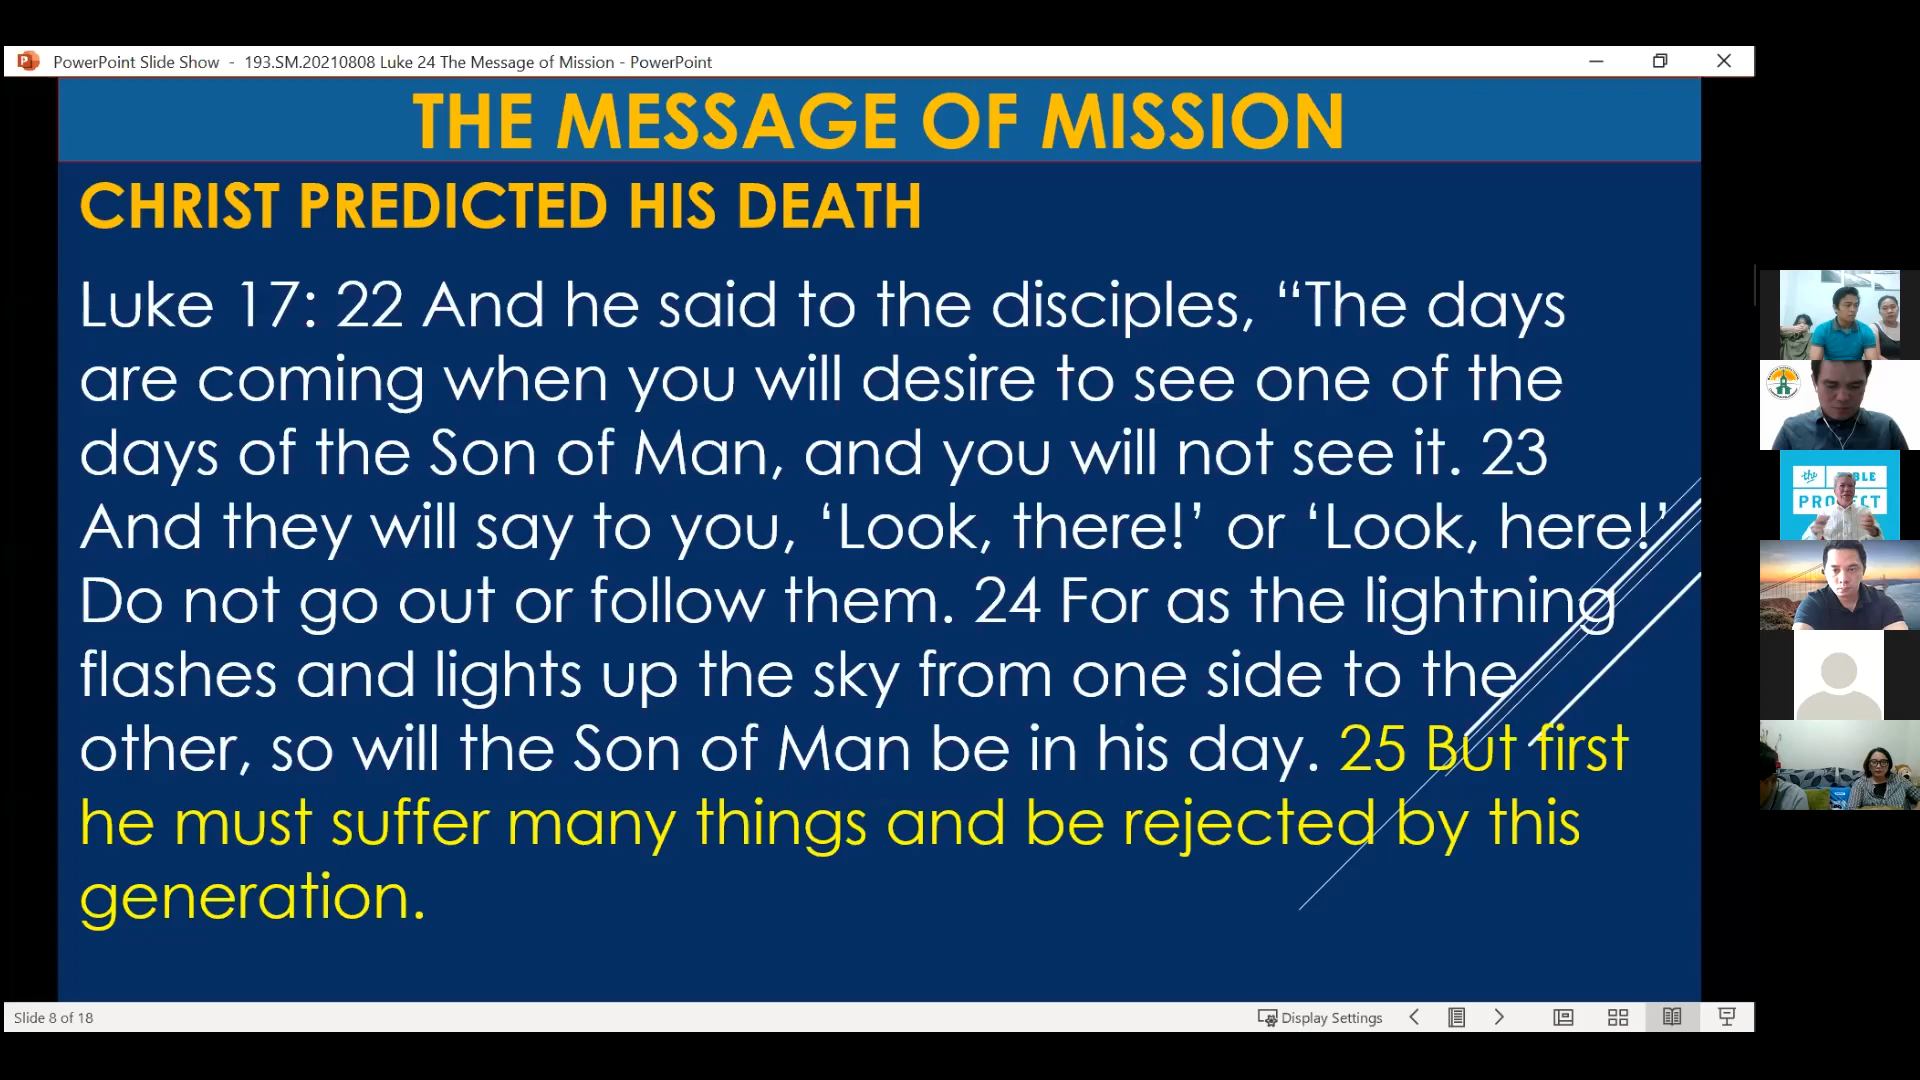 PowerPoint Slide Show - 193.SM.20210808 Luke 24 The Message of Mission - PowerPoint
THE MESSAGE OF MISSION
CHRIST PREDICTED HIS DEATH
Luke 17: 22 And he said to the disciples, “The days
are coming when you will desire to see one of the
days of the Son of Man, and you will not see it. 23
And they will say to you, ‘Look, there!’ or ‘Look, here!’
Do not go out or follow them. 24 For as the lightning
flashes and lights up the sky from one side to the
other, so will the Son of Man be in his day. 25 But first
he must suffer many things and be rejected by this
generation.
the
Slide 8 of 18
Display Settings